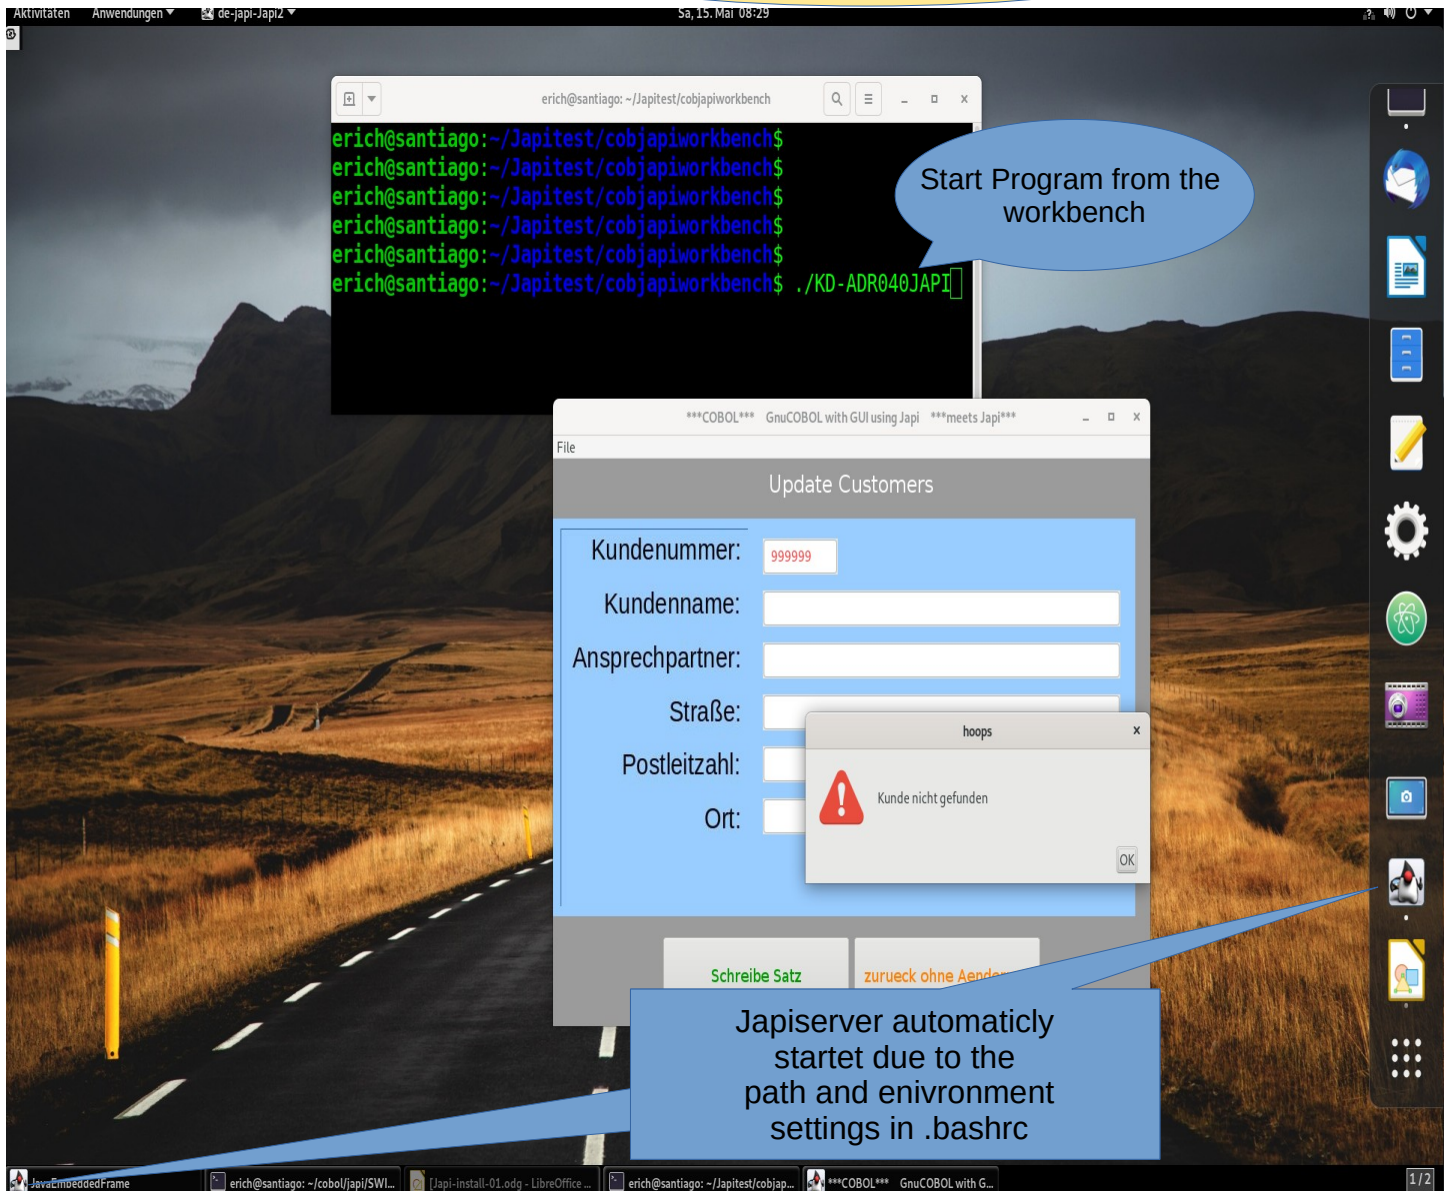 Aktivitäten Anwendungen de-japi-Japi2 Sa, 15. Mai 08:29
erich@santiago: ~/Japitest/cobjapiworkbench
erich@santiago:~/Japitest/cobjapiworkbench$
erich@santiago:~/Japitest/cobjapiworkbench$
erich@santiago:~/Japitest/cobjapiworkbench$
erich@santiago:~/Japitest/cobjapiworkbench$
erich@santiago:~/Japitest/cobjapiworkbench$
erich@santiago:~/Japitest/cobjapiworkbench$ ./KD-ADR040JAPI
Start Program from the
workbench
***COBOL*** GnuCOBOL with GUI using Japi ***meets Japi***
File
Update Customers
Kundenummer: 999999
Kundenname:
Ansprechpartner:
Straße:
Postleitzahl:
Ort:
hoops
Kunde nicht gefunden
OK
Schreibe Satz
zurueck ohne
Japiserver automaticly
startet due to the
path and enivronment
settings in .bashrc
JavaEmbeddedFrame
erich@santiago: ~/cobol/japi/SWI...
[Japi-install-01.odg - LibreOffice ...
erich@santiago: ~/Japitest/cobjap...
***COBOL*** GnuCOBOL with G...
1/2